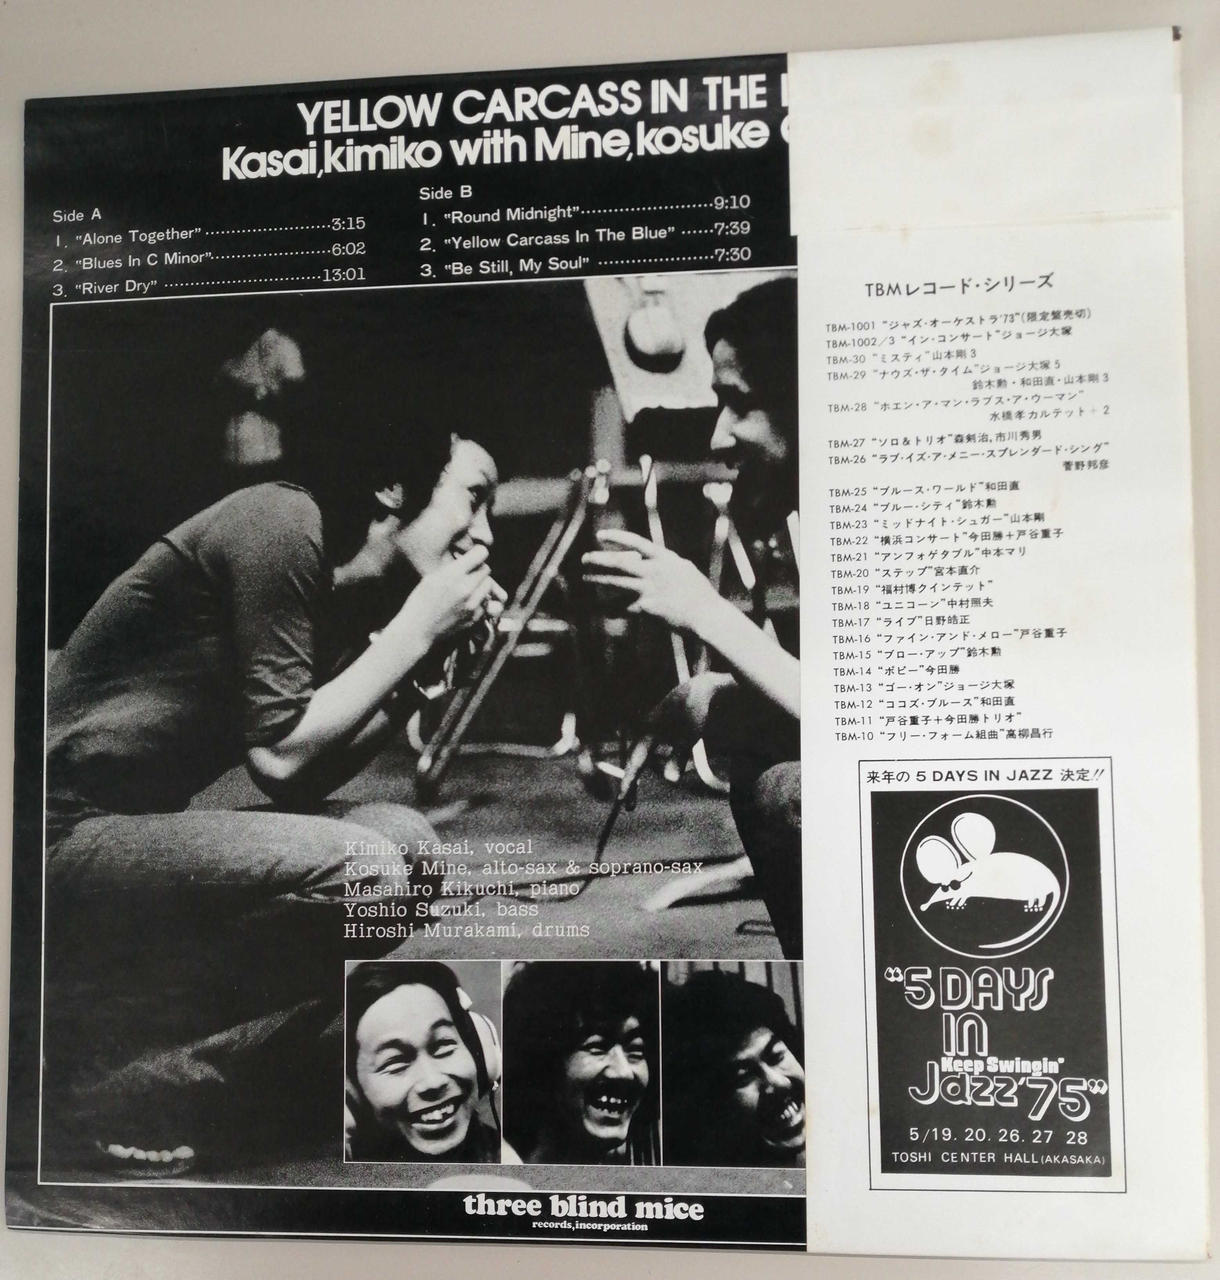 YELLOW CARCASS IN THE
Kasai,kimiko with Mine,kosuke
Side A
1. "Alone Together" 3:15
2. "Blues In C Minor" 6:02
3. "River Dry" 13:01
Side B
1. "Round Midnight" 9:10
2. "Yellow Carcass In The Blue" 7:39
3. "Be Still, My Soul" 7:30
Kimiko Kasai, vocal
Kosuke Mine, alto-sax & soprano-sax
Masahiro Kikuchi, piano
Yoshio Suzuki, bass
Hiroshi Murakami, drums
three blind mice
records,incorporation
TBMレコード・シリーズ
TBM-1001 "ジャズ・オーケストラ'73"(限定盤売切)
TBM-1002/3 "イン・コンサート"ジョージ大塚
TBM-30 "ミスティ"山本剛3
TBM-29 "ナウズ・ザ・タイム"ジョージ大塚5
鈴木勲・和田直・山本剛3
TBM-28 "ホエン・ア・マン・ラブス・ア・ウーマン"
水橋孝カルテット+2
TBM-27 "ソロ&トリオ"森剣治,市川秀男
TBM-26 "ラブ・イズ・ア・メニー・スプレンダード・シング"
菅野邦彦
TBM-25 "ブルース・ワールド"和田直
TBM-24 "ブルー・シティ"鈴木勲
TBM-23 "ミッドナイト・シュガー"山本剛
TBM-22 "横浜コンサート"今田勝+戸谷重子
TBM-21 "アンフォゲタブル"中本マリ
TBM-20 "ステップ"宮本直介
TBM-19 "福村博クインテット"
TBM-18 "ユニコーン"中村照夫
TBM-17 "ライブ"日野皓正
TBM-16 "ファイン・アンド・メロー"戸谷重子
TBM-15 "ブロー・アップ"鈴木勲
TBM-14 "ポピー"今田勝
TBM-13 "ゴー・オン"ジョージ大塚
TBM-12 "ココズ・ブルース"和田直
TBM-11 "戸谷重子+今田勝トリオ"
TBM-10 "フリー・フォーム組曲"高柳昌行
来年の 5 DAYS IN JAZZ 決定!!
"5 DAYS
IN
Keep Swingin'
Jazz'75"
5/19. 20. 26. 27 28
TOSHI CENTER HALL (AKASAKA)